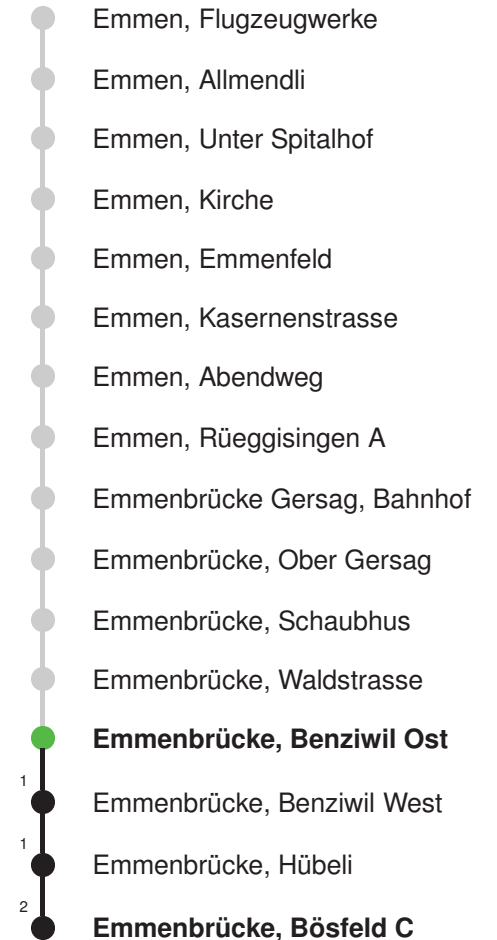 Emmen, Flugzeugwerke
Emmen, Allmendli
Emmen, Unter Spitalhof
Emmen, Kirche
Emmen, Emmenfeld
Emmen, Kasernenstrasse
Emmen, Abendweg
Emmen, Rüeggisingen A
Emmenbrücke Gersag, Bahnhof
Emmenbrücke, Ober Gersag
Emmenbrücke, Schaubhus
Emmenbrücke, Waldstrasse
Emmenbrücke, Benziwil Ost
1 Emmenbrücke, Benziwil West
1 Emmenbrücke, Hübeli
2 Emmenbrücke, Bösfeld C